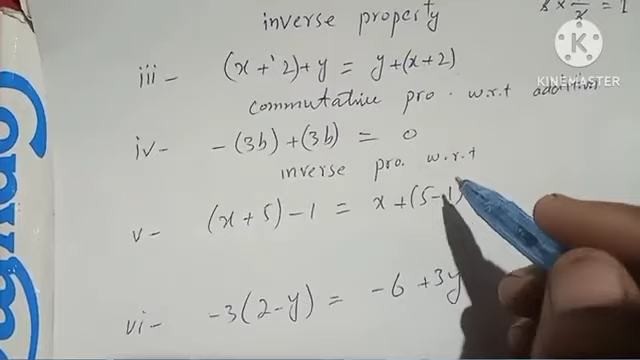 inverse property
iii - (x + 2) + y = y + (x + 2)
commutative pro. w.r.t addition
iv - - (3b) + (3b) = 0
inverse pro. w.r.t
v - (x + 5) - 1 = x + (5 - 1)
vi - -3 (2 - y) = -6 + 3y
K
KINEMASTER